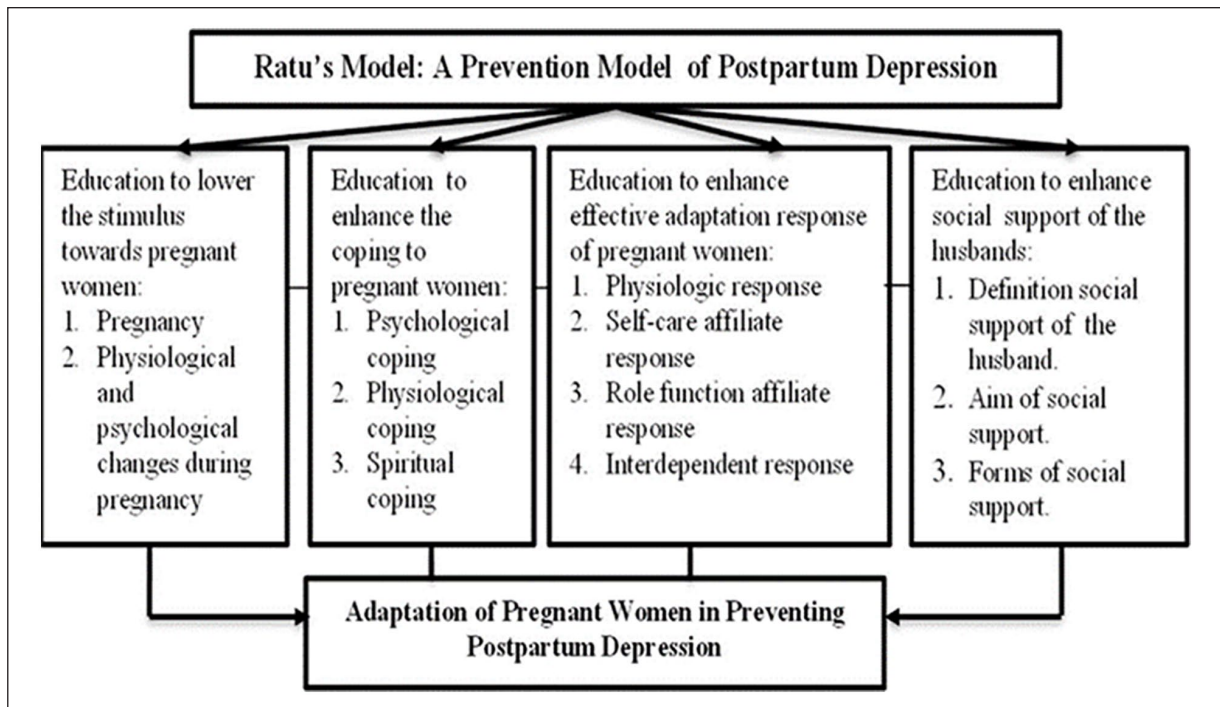 Ratu's Model: A Prevention Model of Postpartum Depression
Education to lower
the stimulus
towards pregnant
women:
1. Pregnancy
2. Physiological
and
psychological
changes during
pregnancy
Education to
enhance the
coping to
pregnant women:
1. Psychological
coping
2. Physiological
coping
3. Spiritual
coping
Education to enhance
effective adaptation response
of pregnant women:
1. Physiologic response
2. Self-care affiliate
response
3. Role function affiliate
response
4. Interdependent response
Education to enhance
social support of the
husbands:
1. Definition social
support of the
husband.
2. Aim of social
support.
3. Forms of social
support.
Adaptation of Pregnant Women in Preventing
Postpartum Depression